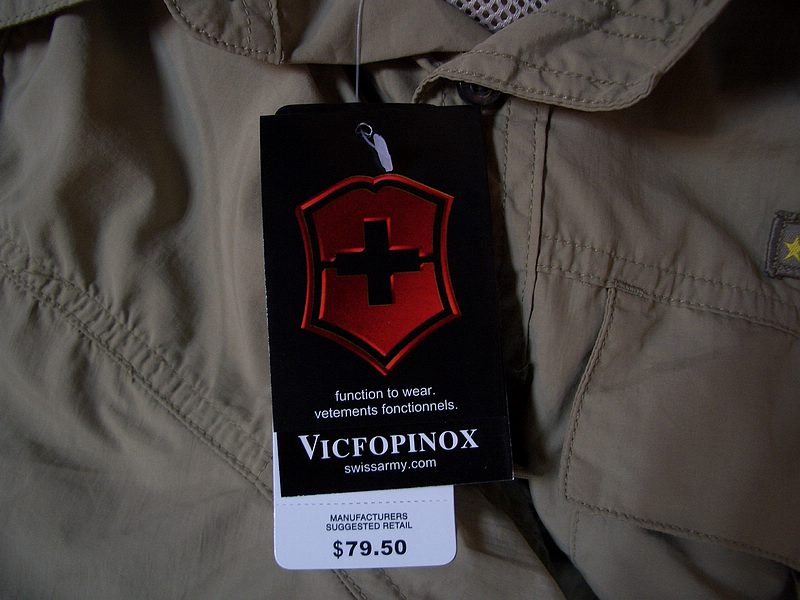 function to wear.
vetements fonctionnels.
VICFOPINOX
swissarmy.com
MANUFACTURERS
SUGGESTED RETAIL
$79.50